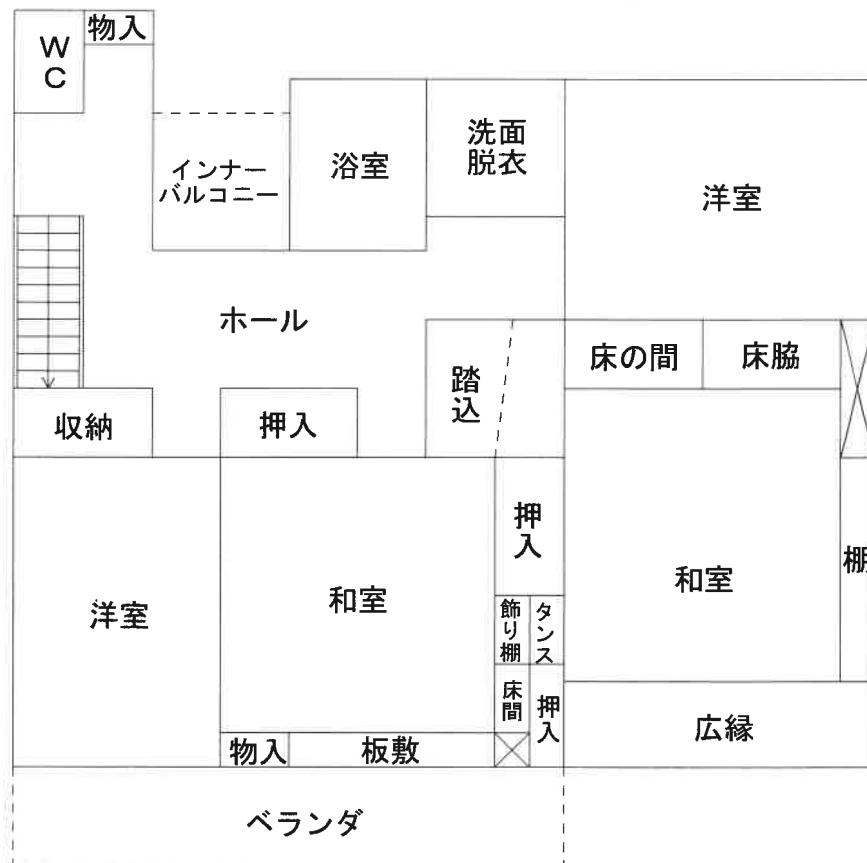 物入
W
C
洗面
脱衣
浴室
インナー
バルコニー
洋室
ホール
床の間
床脇
踏
込
収納
押入
押
入
棚
和室
和室
洋室
飾
り
棚
タ
ン
ス
床
間
押
入
広縁
物入
板敷
ベランダ